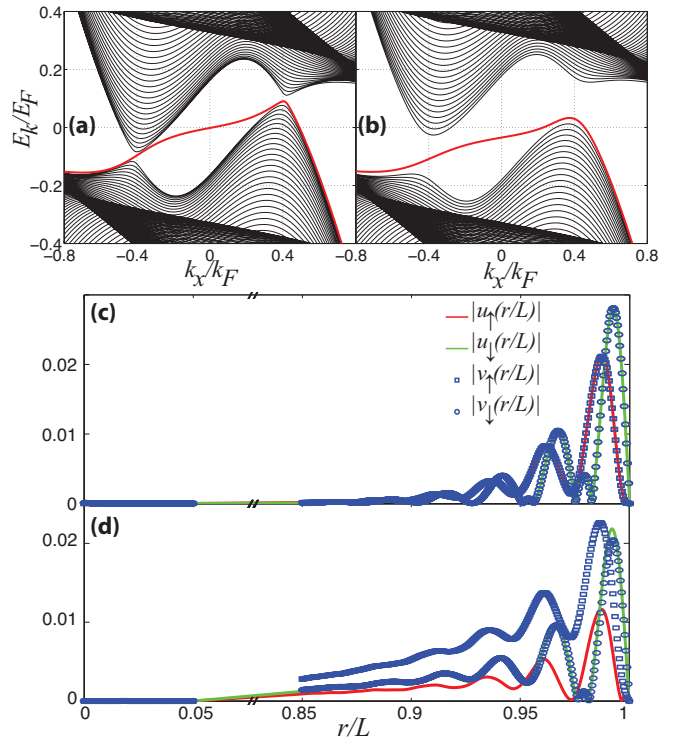 0.4
0.2
0
−0.2
−0.4
E_k/E_F
(a)
(b)
−0.8 −0.4 0 0.4 −0.8 −0.4 0 0.4 0.8
k_x/k_F k_x/k_F
(c)
|u↑(r/L)|
|u↓(r/L)|
|v↑(r/L)|
|v↓(r/L)|
0.02
0.01
0
(d)
0.02
0.01
0
0 0.05 0.85 0.9 0.95 1
r/L